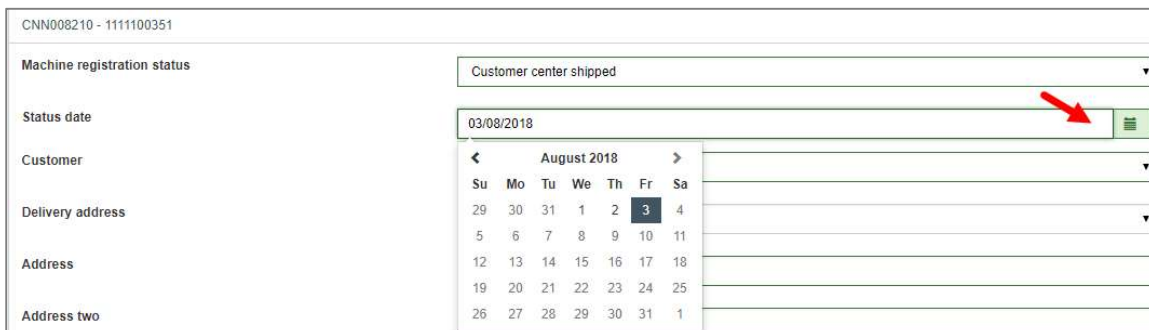 CNN008210 - 1111100351
Machine registration status
Customer center shipped
Status date
03/08/2018
Customer
August 2018
Su Mo Tu We Th Fr Sa
Delivery address
29 30 31 1 2 3 4
5 6 7 8 9 10 11
Address
12 13 14 15 16 17 18
19 20 21 22 23 24 25
Address two
26 27 28 29 30 31 1